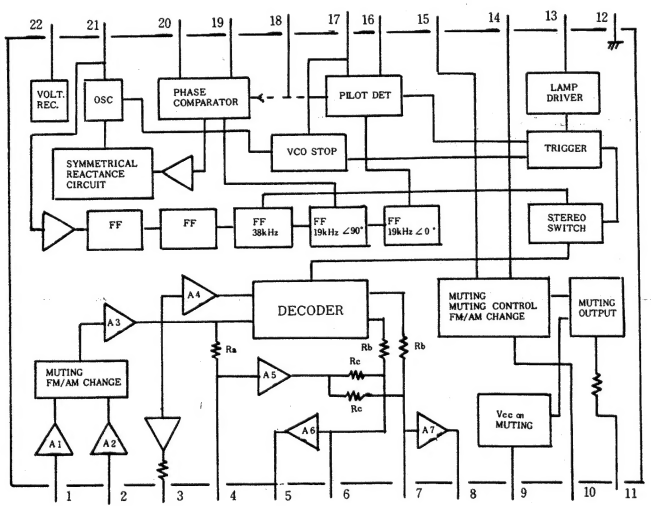 22 21 20 19 18 17 16 15 14 13 12
VOLT.
REC.
OSC
PHASE
COMPARATOR
PILOT DET
LAMP
DRIVER
VCO STOP
TRIGGER
SYMMETRICAL
REACTANCE
CIRCUIT
FF
FF
FF
38kHz
FF
19kHz ∠90°
FF
19kHz ∠0°
STEREO
SWITCH
A4
DECODER
MUTING
MUTING CONTROL
FM/AM CHANGE
MUTING
OUTPUT
A3
Ra
Rb
Rb
MUTING
FM/AM CHANGE
A5
Rc
Rc
Vcc on
MUTING
A1
A2
A6
A7
1 2 3 4 5 6 7 8 9 10 11